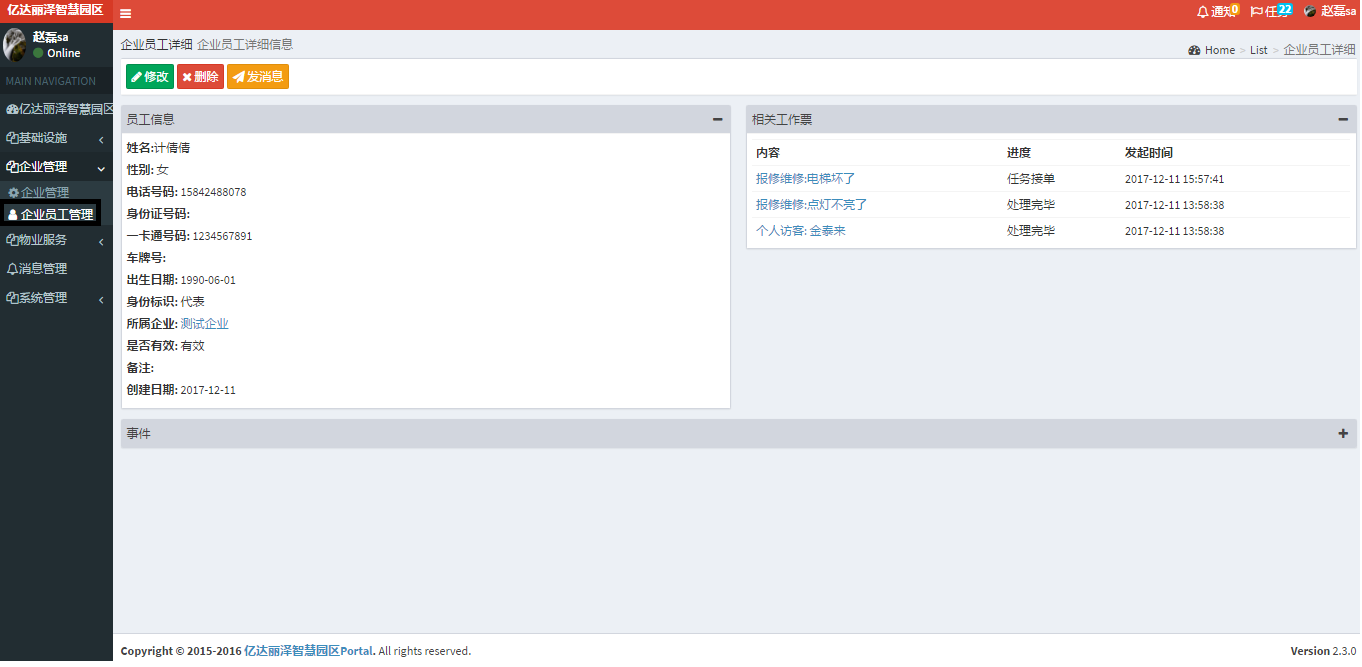 亿达丽泽智慧园区
通知 0 任务 22 赵磊sa
赵磊sa
Online
MAIN NAVIGATION
亿达丽泽智慧园区
基础设施
企业管理
企业管理
企业员工管理
物业服务
消息管理
系统管理
企业员工详细 企业员工详细信息
Home > List > 企业员工详细
修改 删除 发消息
员工信息
姓名:计倩倩
性别: 女
电话号码: 15842488078
身份证号码:
一卡通号码: 1234567891
车牌号:
出生日期: 1990-06-01
身份标识: 代表
所属企业: 测试企业
是否有效: 有效
备注:
创建日期: 2017-12-11
相关工作票
内容 进度 发起时间
报修维修:电梯坏了 任务接单 2017-12-11 15:57:41
报修维修:点灯不亮了 处理完毕 2017-12-11 13:58:38
个人访客: 金泰来 处理完毕 2017-12-11 13:58:38
事件
Copyright © 2015-2016 亿达丽泽智慧园区Portal. All rights reserved.
Version 2.3.0